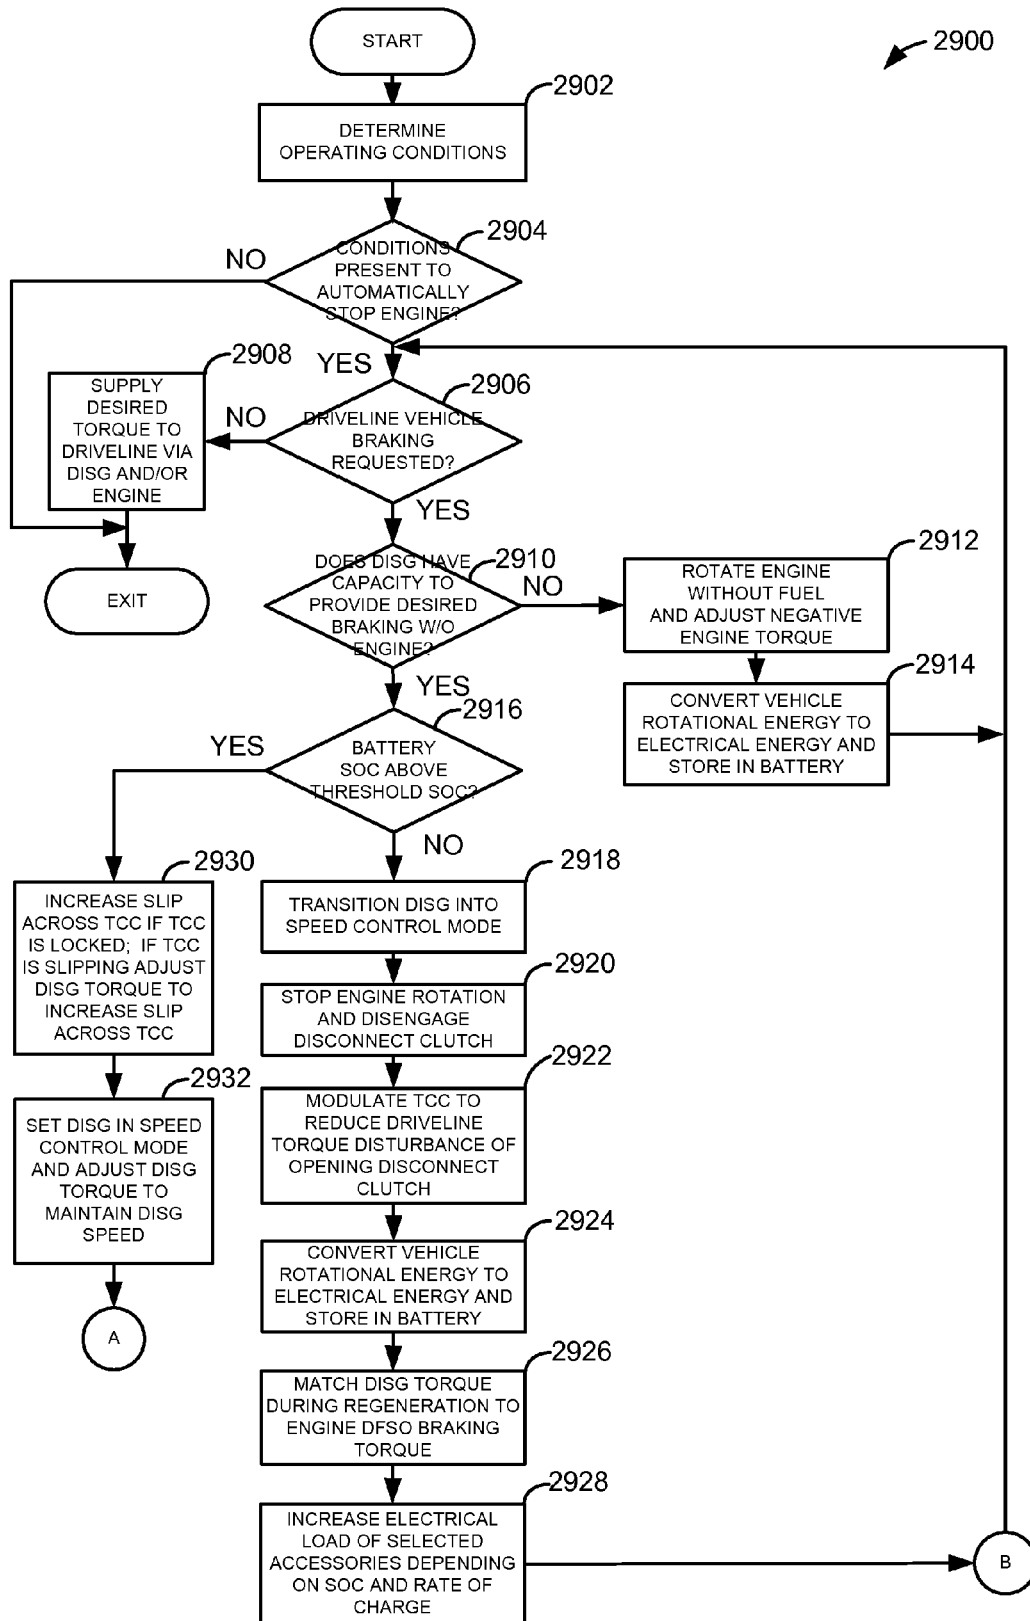 START
2900
2902
DETERMINE
OPERATING CONDITIONS
2904
CONDITIONS
PRESENT TO
AUTOMATICALLY
STOP ENGINE?
NO
YES
2908
SUPPLY
DESIRED
TORQUE TO
DRIVELINE VIA
DISG AND/OR
ENGINE
NO
2906
DRIVELINE VEHICLE
BRAKING
REQUESTED?
YES
EXIT
2910
DOES DISG HAVE
CAPACITY TO
PROVIDE DESIRED
BRAKING W/O
ENGINE?
NO
2912
ROTATE ENGINE
WITHOUT FUEL
AND ADJUST NEGATIVE
ENGINE TORQUE
2914
CONVERT VEHICLE
ROTATIONAL ENERGY TO
ELECTRICAL ENERGY AND
STORE IN BATTERY
YES
2916
BATTERY
SOC ABOVE
THRESHOLD SOC?
YES
NO
2930
INCREASE SLIP
ACROSS TCC IF TCC
IS LOCKED; IF TCC
IS SLIPPING ADJUST
DISG TORQUE TO
INCREASE SLIP
ACROSS TCC
2932
SET DISG IN SPEED
CONTROL MODE
AND ADJUST DISG
TORQUE TO
MAINTAIN DISG
SPEED
A
2918
TRANSITION DISG INTO
SPEED CONTROL MODE
2920
STOP ENGINE ROTATION
AND DISENGAGE
DISCONNECT CLUTCH
2922
MODULATE TCC TO
REDUCE DRIVELINE
TORQUE DISTURBANCE OF
OPENING DISCONNECT
CLUTCH
2924
CONVERT VEHICLE
ROTATIONAL ENERGY TO
ELECTRICAL ENERGY AND
STORE IN BATTERY
2926
MATCH DISG TORQUE
DURING REGENERATION TO
ENGINE DFSO BRAKING
TORQUE
2928
INCREASE ELECTRICAL
LOAD OF SELECTED
ACCESSORIES DEPENDING
ON SOC AND RATE OF
CHARGE
B